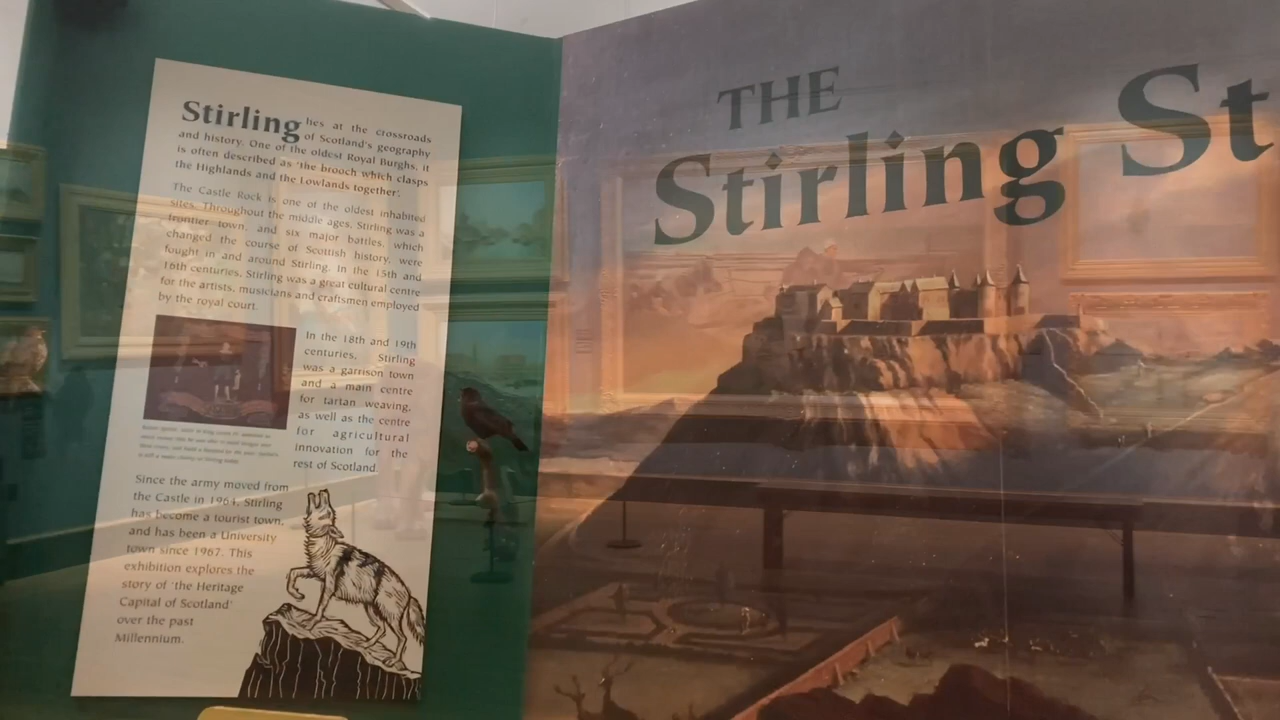 Stirling lies at the crossroads
of Scotland's geography
and history. One of the oldest Royal Burghs, it
is often described as 'the brooch which clasps
the Highlands and the Lowlands together'.
The Castle Rock is one of the oldest inhabited
sites. Throughout the middle ages, Stirling was a
frontier town, and six major battles, which
changed the course of Scottish history, were
fought in and around Stirling. In the 15th and
16th centuries, Stirling was a great cultural centre
for the artists, musicians and craftsmen employed
by the royal court.
In the 18th and 19th
centuries, Stirling
was a garrison town
and a main centre
for tartan weaving,
as well as the centre
for agricultural
innovation for the
rest of Scotland.
Since the army moved from
the Castle in 1964, Stirling
has become a tourist town,
and has been a University
town since 1967. This
exhibition explores the
story of 'the Heritage
Capital of Scotland'
over the past
Millennium.
THE
Stirling St